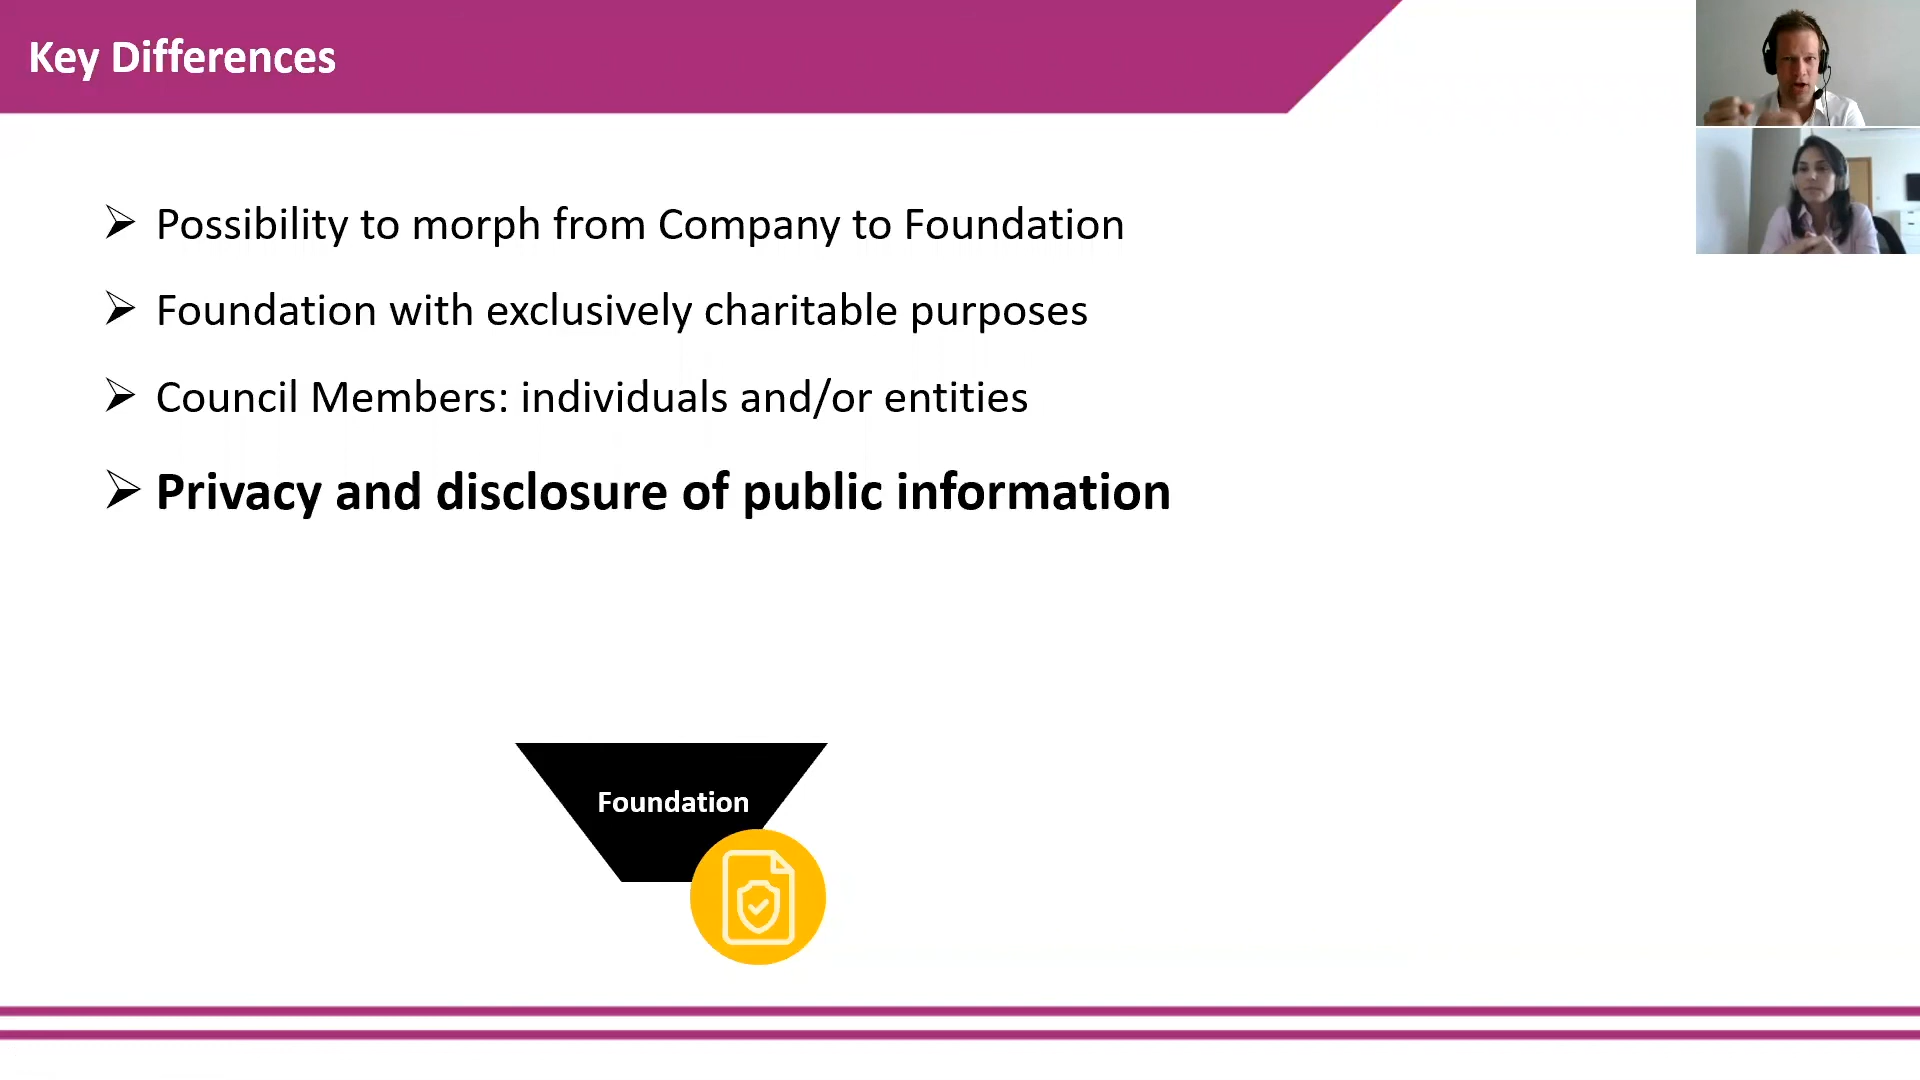 Key Differences
Possibility to morph from Company to Foundation
Foundation with exclusively charitable purposes
Council Members: individuals and/or entities
Privacy and disclosure of public information
Foundation